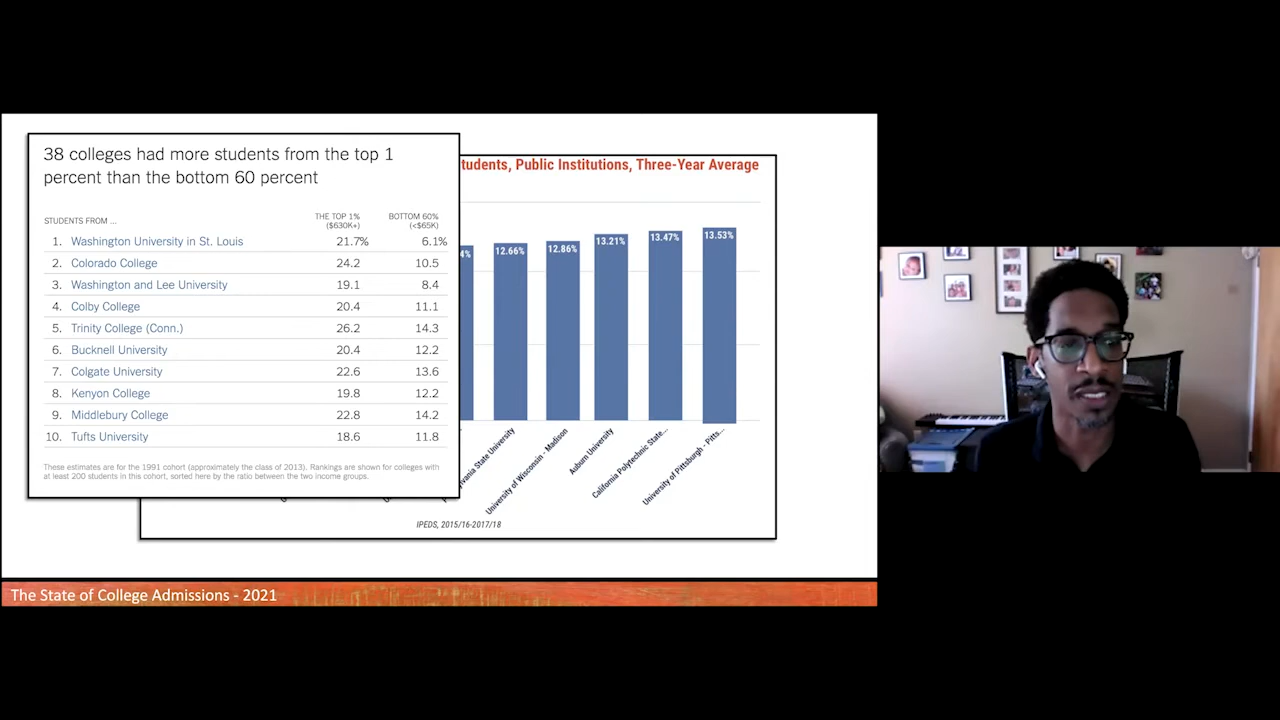 38 colleges had more students from the top 1
percent than the bottom 60 percent
STUDENTS FROM ...
THE TOP 1%
($630K+)
BOTTOM 60%
(<$65K)
1. Washington University in St. Louis 21.7% 6.1%
2. Colorado College 24.2 10.5
3. Washington and Lee University 19.1 8.4
4. Colby College 20.4 11.1
5. Trinity College (Conn.) 26.2 14.3
6. Bucknell University 20.4 12.2
7. Colgate University 22.6 13.6
8. Kenyon College 19.8 12.2
9. Middlebury College 22.8 14.2
10. Tufts University 18.6 11.8
These estimates are for the 1991 cohort (approximately the class of 2013). Rankings are shown for colleges with
at least 200 students in this cohort, sorted here by the ratio between the two income groups.
tudents, Public Institutions, Three-Year Average
4% 12.66% 12.86% 13.21% 13.47% 13.53%
vania State University
University of Wisconsin - Madison
Auburn University
California Polytechnic State...
University of Pittsburgh - Pitts...
IPEDS, 2015/16-2017/18
The State of College Admissions - 2021